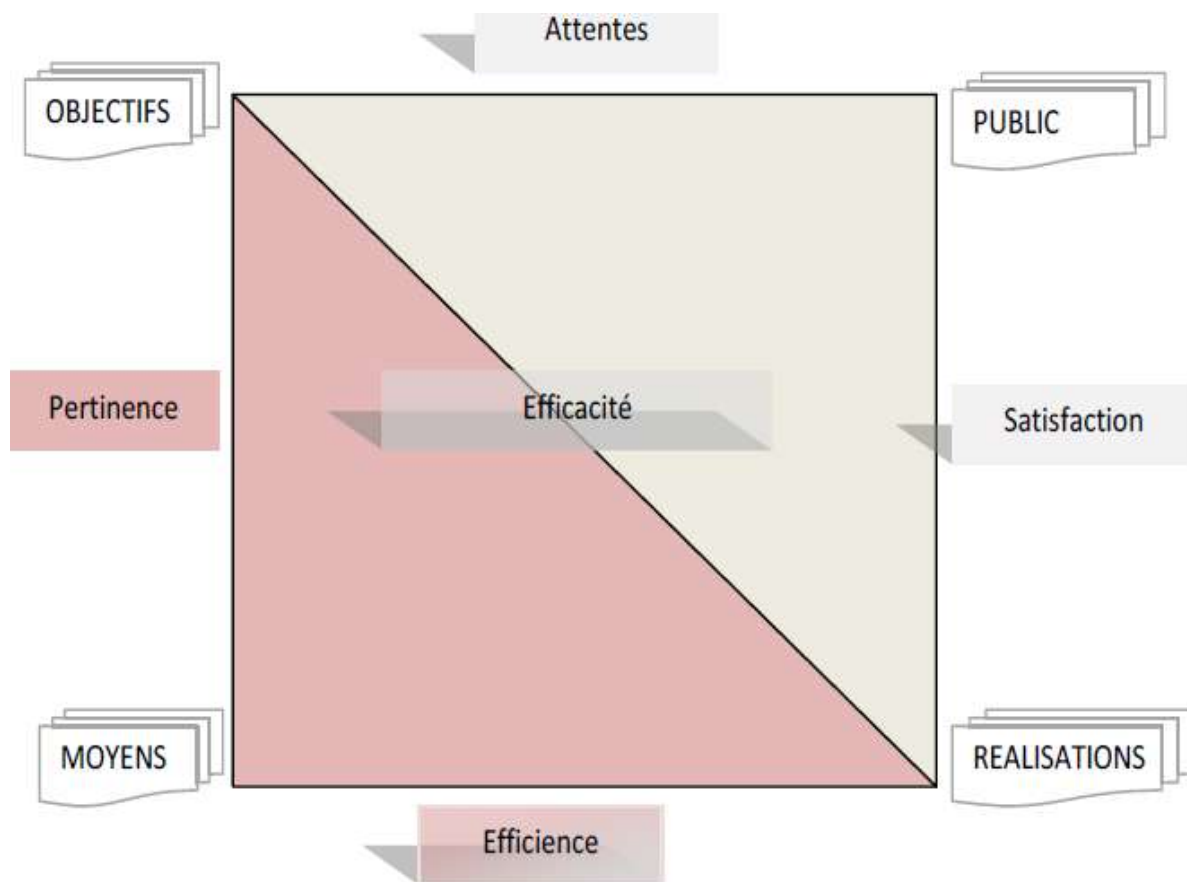 Attentes
OBJECTIFS
PUBLIC
Pertinence
Efficacité
Satisfaction
MOYENS
REALISATIONS
Efficience